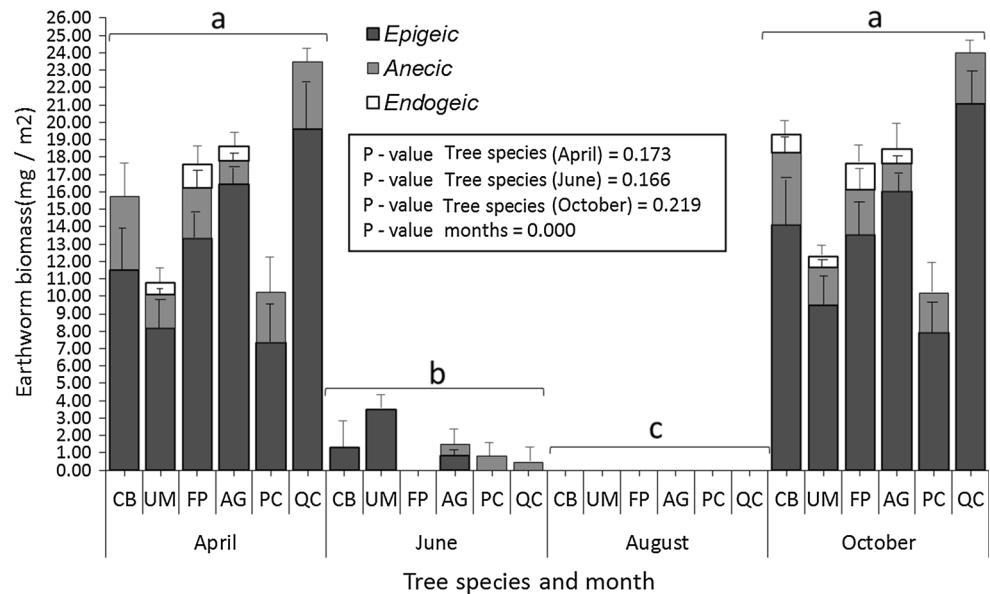 26.00
25.00
24.00
23.00
22.00
21.00
20.00
19.00
18.00
17.00
16.00
15.00
14.00
13.00
12.00
11.00
10.00
9.00
8.00
7.00
6.00
5.00
4.00
3.00
2.00
1.00
0.00
Earthworm biomass(mg / m2)
a
b
c
a
Epigeic
Anecic
Endogeic
P - value Tree species (April) = 0.173
P - value Tree species (June) = 0.166
P - value Tree species (October) = 0.219
P - value months = 0.000
CB UM FP AG PC QC CB UM FP AG PC QC CB UM FP AG PC QC CB UM FP AG PC QC
April June August October
Tree species and month